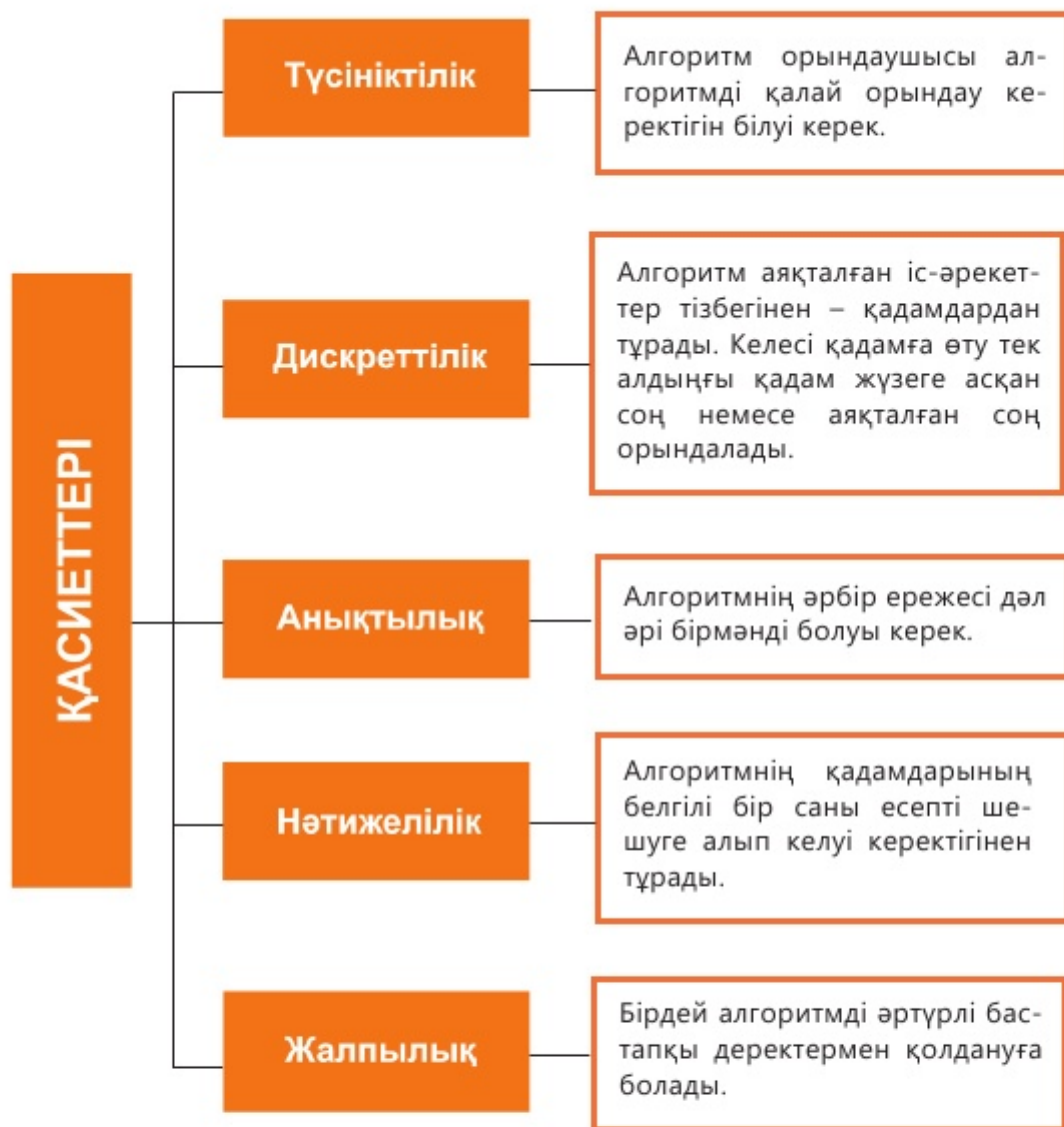 ҚАСИЕТТЕРІ
Түсініктілік
Алгоритм орындаушысы ал-
горитмді қалай орындау ке-
ректігін білуі керек.
Дискреттілік
Алгоритм аяқталған іс-әрекет-
тер тізбегінен – қадамдардан
тұрады. Келесі қадамға өту тек
алдыңғы қадам жүзеге асқан
соң немесе аяқталған соң
орындалады.
Анықтылық
Алгоритмнің әрбір ережесі дәл
әрі бірмәнді болуы керек.
Нәтижелілік
Алгоритмнің қадамдарының
белгілі бір саны есепті ше-
шуге алып келуі керектігінен
тұрады.
Жалпылық
Бірдей алгоритмді әртүрлі бас-
тапқы деректермен қолдануға
болады.